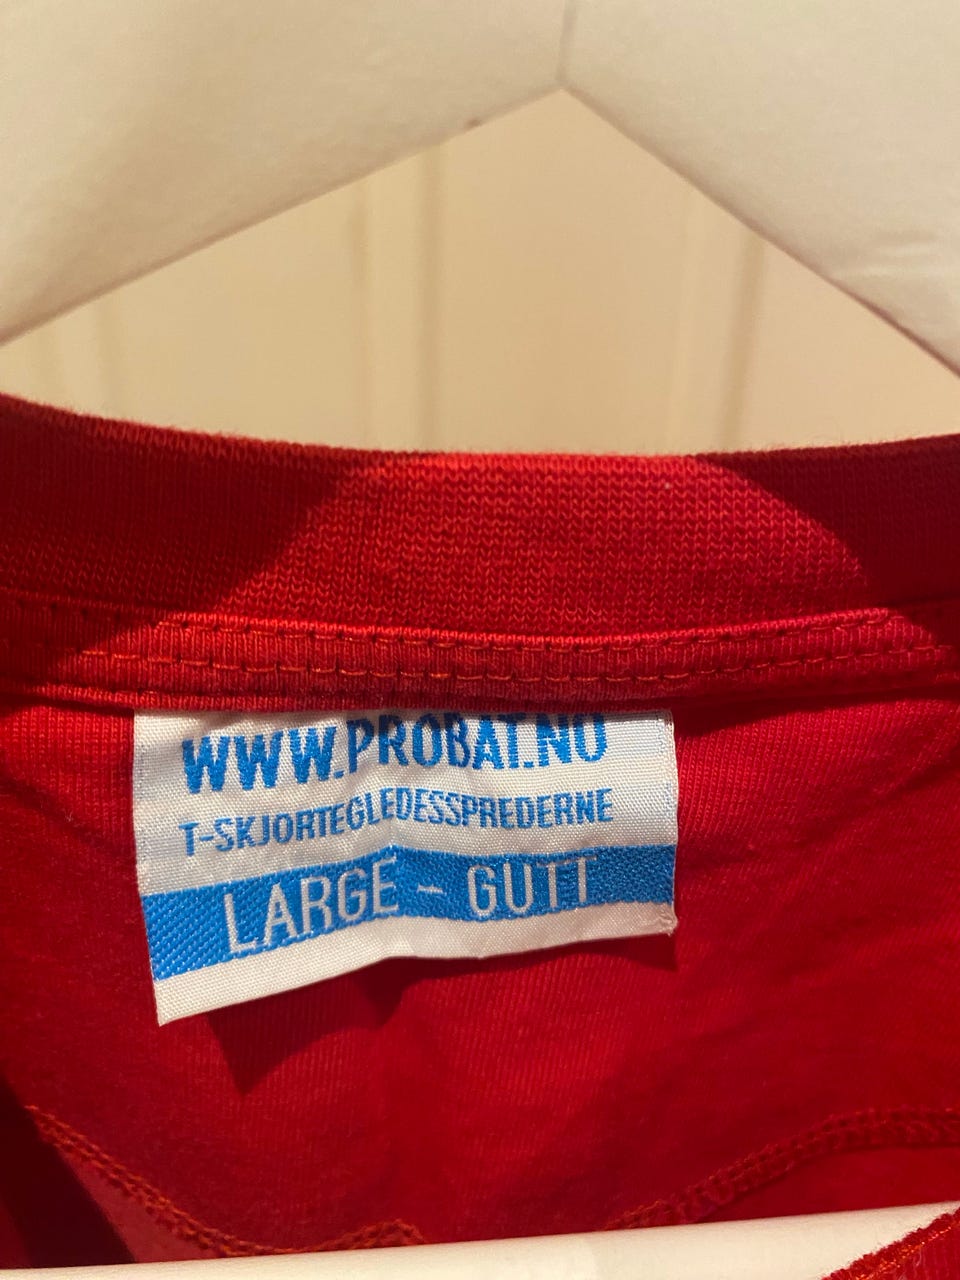 WWW.PROBAT.NO
T-SKJORTEGLEDESSPREDERNE
LARGE - GUTT